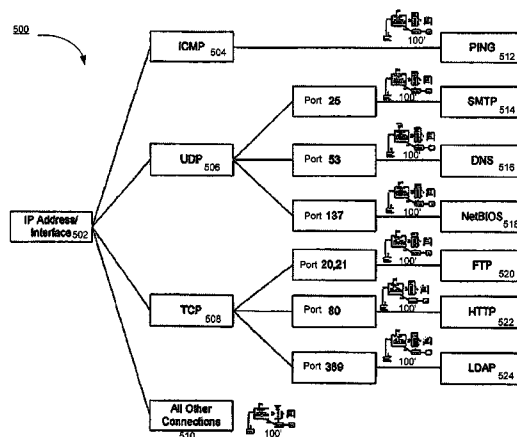 500
ICMP 504
100'
PING 512
Port 25
100'
SMTP 514
UDP 506
Port 53
100'
DNS 516
Port 137
100'
NetBIOS 518
IP Address/
Interface 502
Port 20,21
100'
FTP 520
TCP 508
Port 80
100'
HTTP 522
Port 389
100'
LDAP 524
All Other
Connections
510
100'